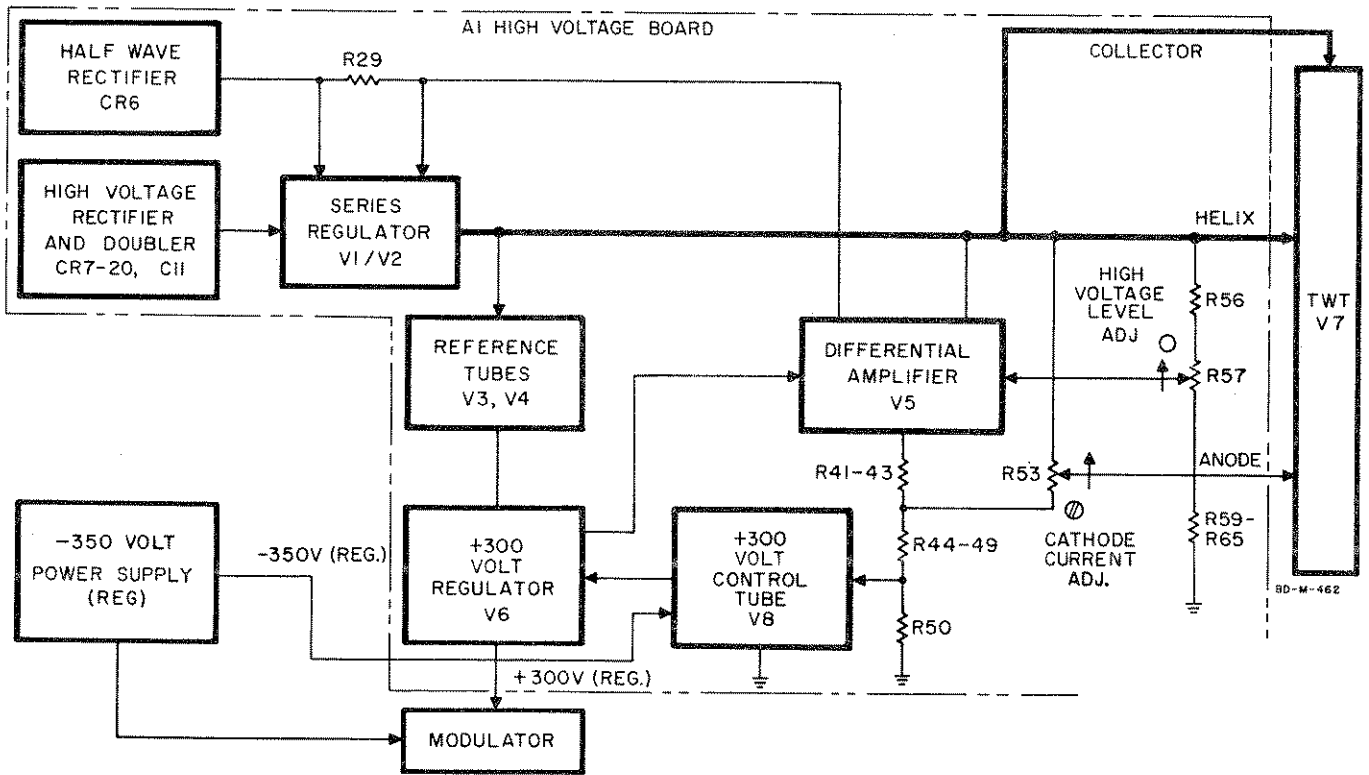 A1 HIGH VOLTAGE BOARD
HALF WAVE
RECTIFIER
CR6
R29
COLLECTOR
HIGH VOLTAGE
RECTIFIER
AND DOUBLER
CR7-20, C11
SERIES
REGULATOR
V1/V2
HELIX
HIGH
VOLTAGE
LEVEL
ADJ
R56
R57
TWT
V7
REFERENCE
TUBES
V3, V4
DIFFERENTIAL
AMPLIFIER
V5
R41-43
R53
ANODE
-350 VOLT
POWER SUPPLY
(REG)
-350V (REG.)
+300
VOLT
REGULATOR
V6
+300
VOLT
CONTROL
TUBE
V8
R44-49
CATHODE
CURRENT
ADJ.
R59-
R65
BD-M-462
R50
+300V (REG.)
MODULATOR